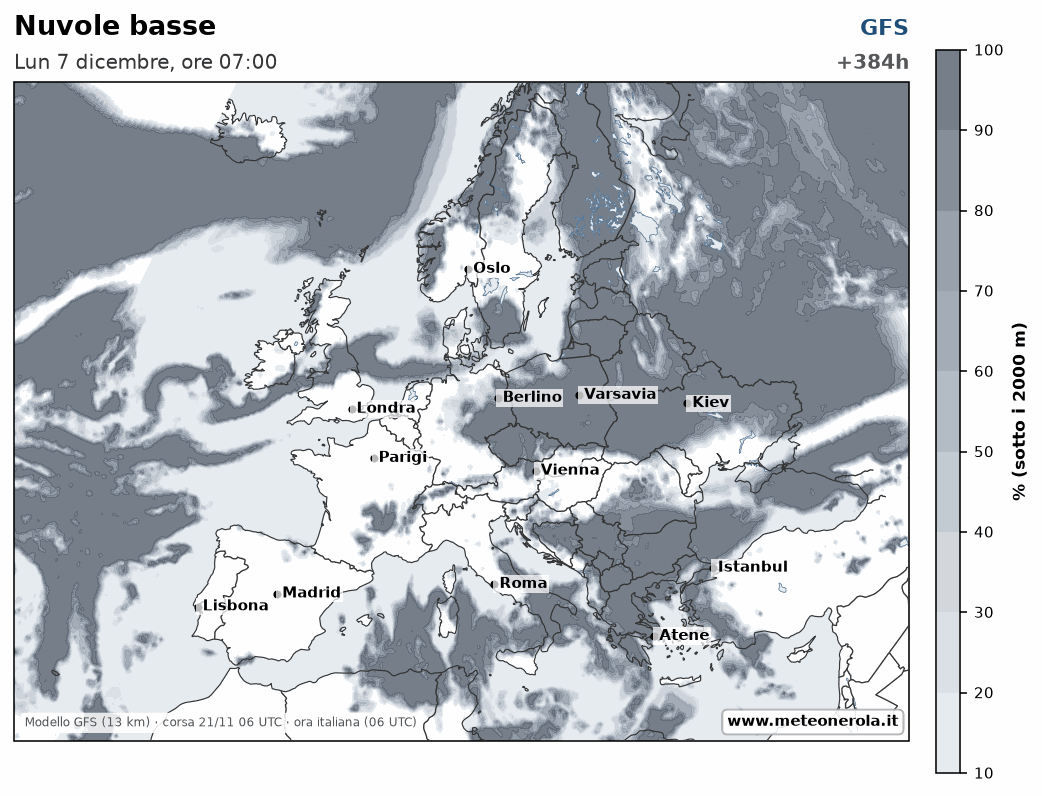 Nuvole basse
GFS
Lun 7 dicembre, ore 07:00
+384h
100
90
80
70
60
50
40
30
20
10
% (sotto i 2000 m)
Oslo
Berlino
Varsavia
Kiev
Londra
Parigi
Vienna
Istanbul
Roma
Madrid
Lisbona
Atene
Modello GFS (13 km) · corsa 21/11 06 UTC · ora italiana (06 UTC)
www.meteonerola.it